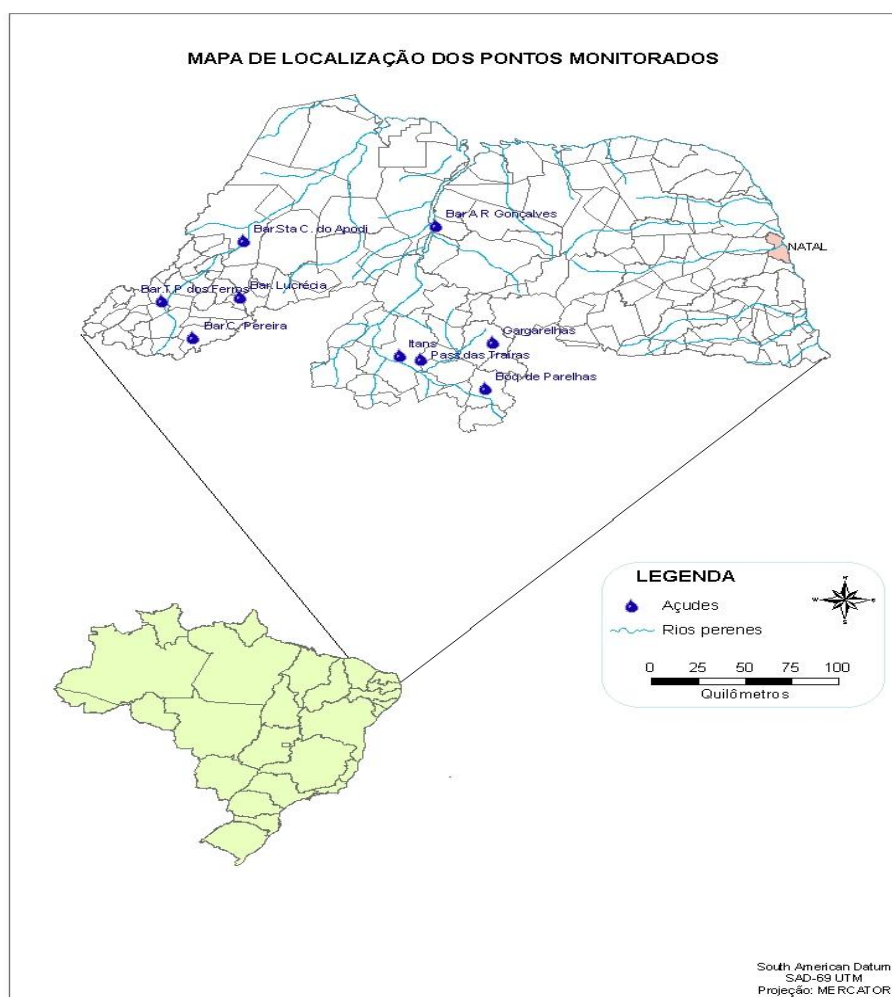 MAPA DE LOCALIZAÇÃO DOS PONTOS MONITORADOS
Bar.Sta C. do Apodi
Bar A R Gonçalves
NATAL
Bar.T.P dos Ferros
Bar. Lucrécia
Bar.C. Pereira
Itans
Gargarelhas
Pass das Traíras
Boq. de Parelhas
LEGENDA
Açudes
Rios perenes
N
W
E
S
0 25 50 75 100
Quilômetros
South American Datum
SAD-69 UTM
Projeção: MERCATOR